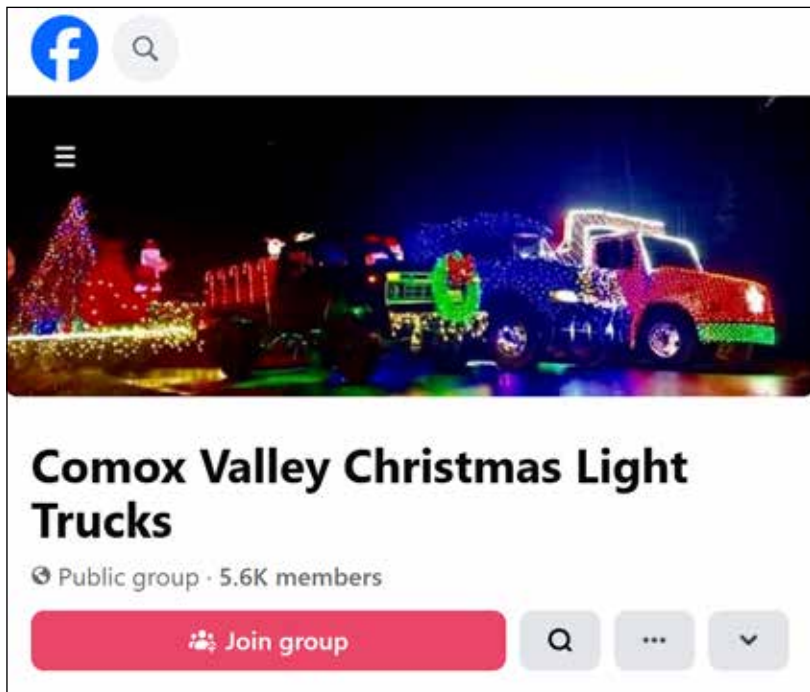 Comox Valley Christmas Light
Trucks
Public group · 5.6K members
Join group